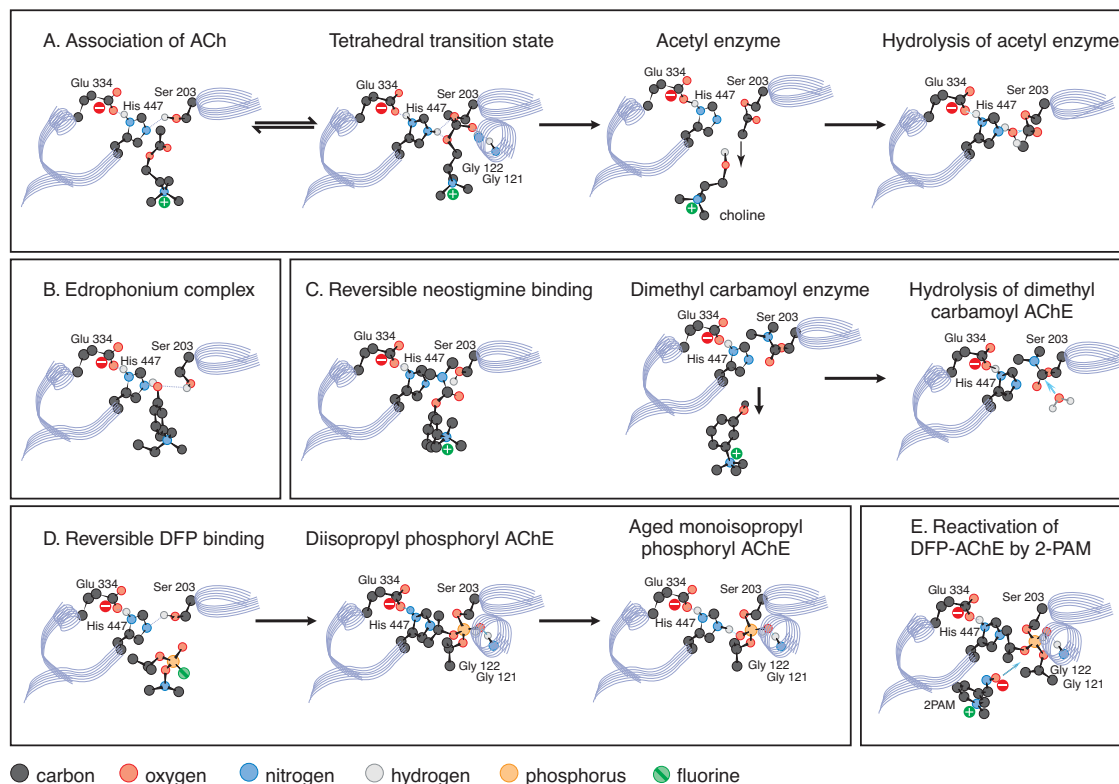 A. Association of ACh
Tetrahedral transition state
Acetyl enzyme
Hydrolysis of acetyl enzyme
Glu 334
His 447
Ser 203
Glu 334
His 447
Ser 203
Gly 122
Gly 121
Glu 334
His 447
Ser 203
choline
Glu 334
His 447
Ser 203
B. Edrophonium complex
Glu 334
His 447
Ser 203
C. Reversible neostigmine binding
Dimethyl carbamoyl enzyme
Hydrolysis of dimethyl
carbamoyl AChE
Glu 334
His 447
Ser 203
Glu 334
His 447
Ser 203
Glu 334
His 447
Ser 203
D. Reversible DFP binding
Diisopropyl phosphoryl AChE
Aged monoisopropyl
phosphoryl AChE
Glu 334
His 447
Ser 203
Glu 334
His 447
Ser 203
Gly 122
Gly 121
Glu 334
His 447
Ser 203
Gly 122
Gly 121
E. Reactivation of
DFP-AChE by 2-PAM
Glu 334
His 447
Ser 203
Gly 122
Gly 121
2PAM
carbon
oxygen
nitrogen
hydrogen
phosphorus
fluorine